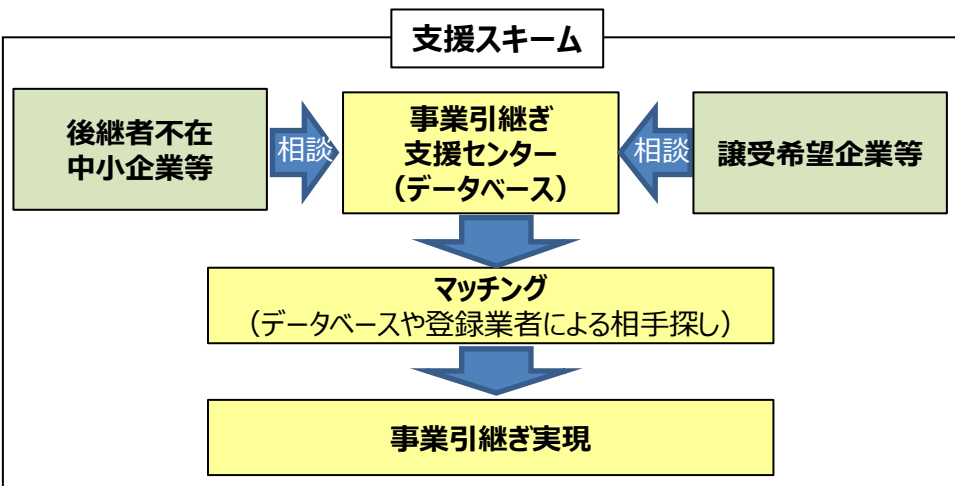 支援スキーム
後継者不在
中小企業等
相談
事業引継ぎ
支援センター
（データベース）
相談
譲受希望企業等
マッチング
（データベースや登録業者による相手探し）
事業引継ぎ実現